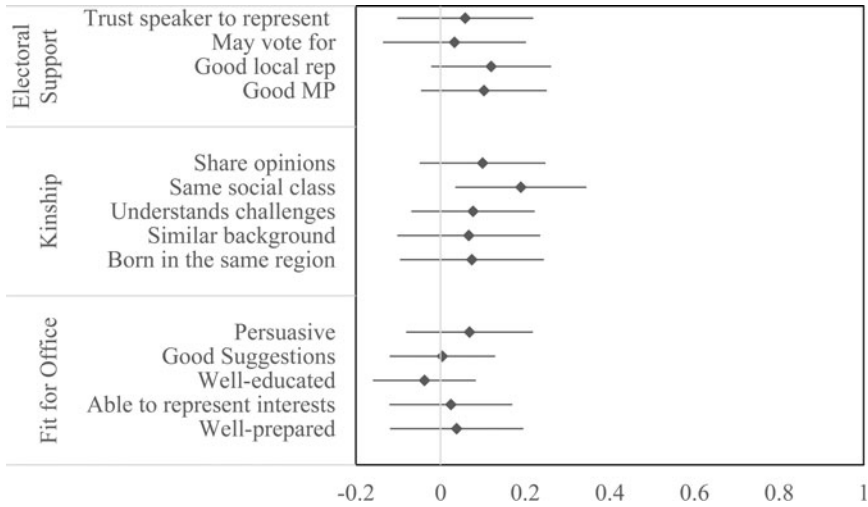 Electoral
Support
Trust speaker to represent
May vote for
Good local rep
Good MP
Kinship
Share opinions
Same social class
Understands challenges
Similar background
Born in the same region
Fit for Office
Persuasive
Good Suggestions
Well-educated
Able to represent interests
Well-prepared
-0.2 0 0.2 0.4 0.6 0.8 1